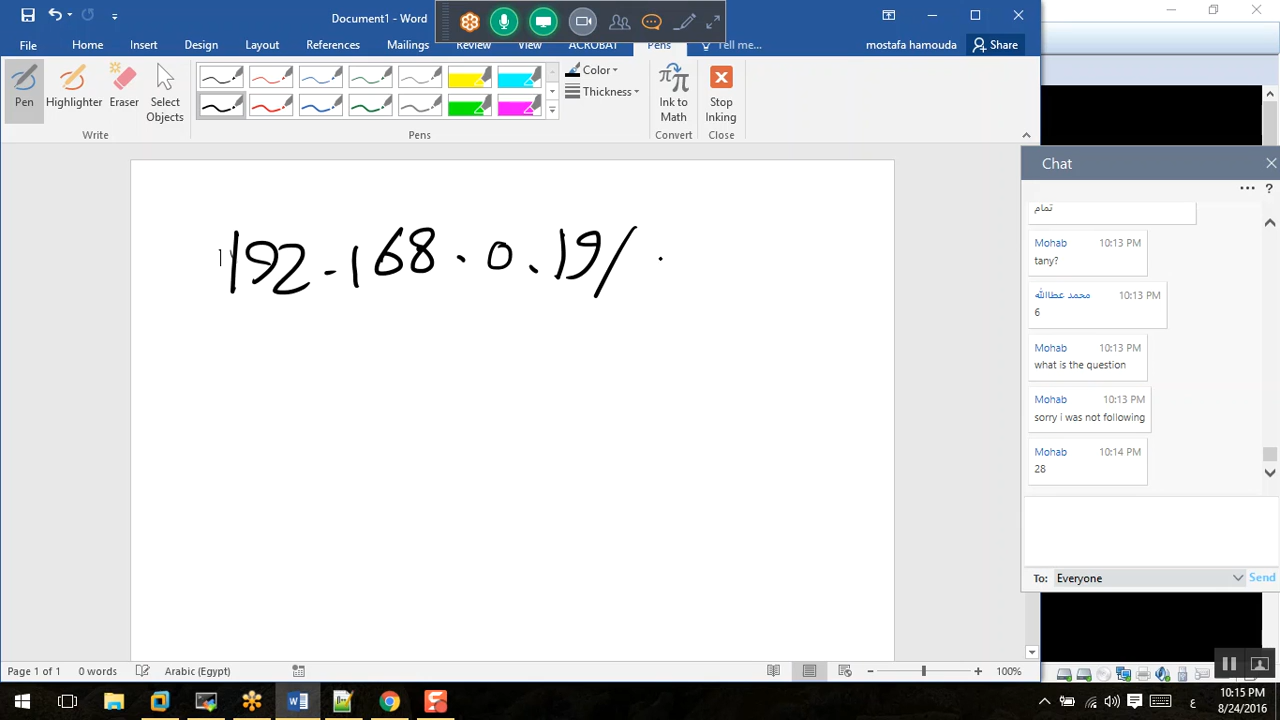 Document1 - Word
File
Home
Insert
Design
Layout
References
Mailings
Review
View
ACROBAT
Pens
Tell me...
mostafa hamouda
Share
Pen
Highlighter
Eraser
Select Objects
Color
Thickness
Ink to Math
Stop Inking
Write
Pens
Convert
Close
192.168.0.19/
Chat
تمام
Mohab 10:13 PM
tany?
محمد عطاالله 10:13 PM
6
Mohab 10:13 PM
what is the question
Mohab 10:13 PM
sorry i was not following
Mohab 10:14 PM
28
To: Everyone
Send
Page 1 of 1
0 words
Arabic (Egypt)
100%
ع
10:15 PM
8/24/2016